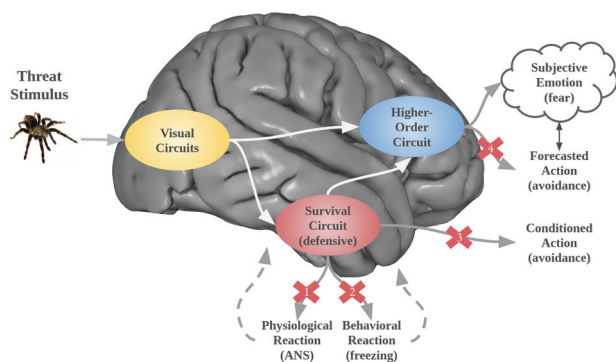 Threat
Stimulus
Visual
Circuits
Higher-
Order
Circuit
Subjective
Emotion
(fear)
4
Forecasted
Action
(avoidance)
Survival
Circuit
(defensive)
3
Conditioned
Action
(avoidance)
1
2
Physiological
Reaction
(ANS)
Behavioral
Reaction
(freezing)